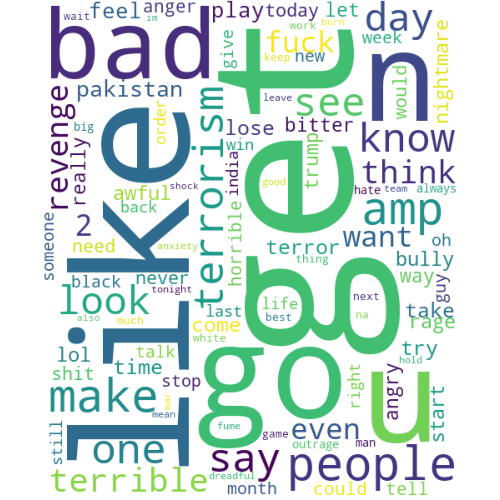 wait im anger play today let day
bad feel work burn
give keep new week
fuck
pakistan leave see would nightmare
revenge really big order
lose bitter know
win think
terrorism india trump
like get n
shock good hate team always
awful horrible amp
2 back
someone need anxiety terror want oh
black never thing bully
tonight way guy
look last life next take rage
also much come best na
lol talk white try
shit time stop right hold
make mean mar go o u angry start
one fume game even
still outrage man
terrible say people
dreadful
month could tell